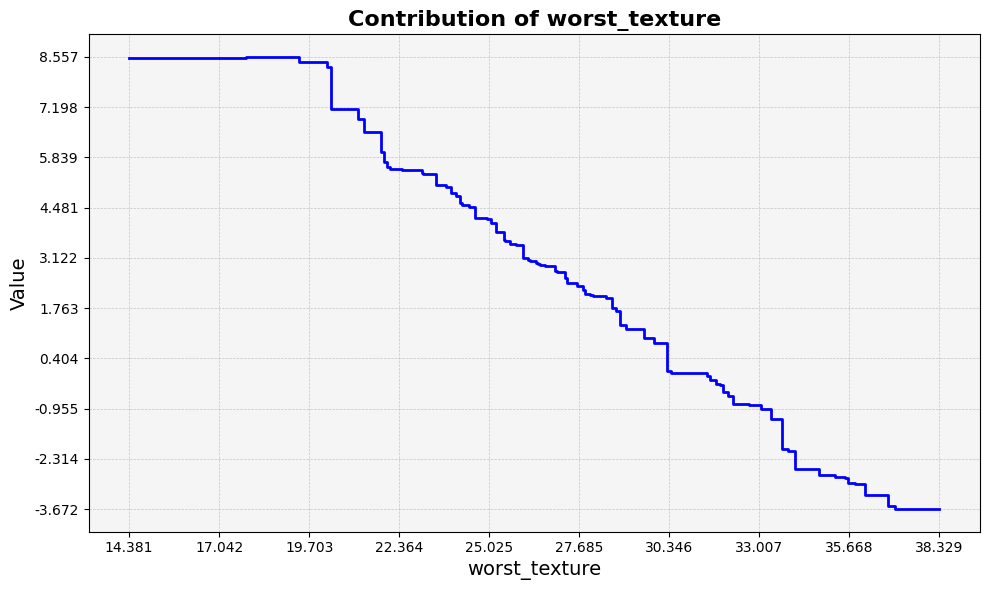 Contribution of worst_texture
Value
8.557
7.198
5.839
4.481
3.122
1.763
0.404
-0.955
-2.314
-3.672
14.381 17.042 19.703 22.364 25.025 27.685 30.346 33.007 35.668 38.329
worst_texture